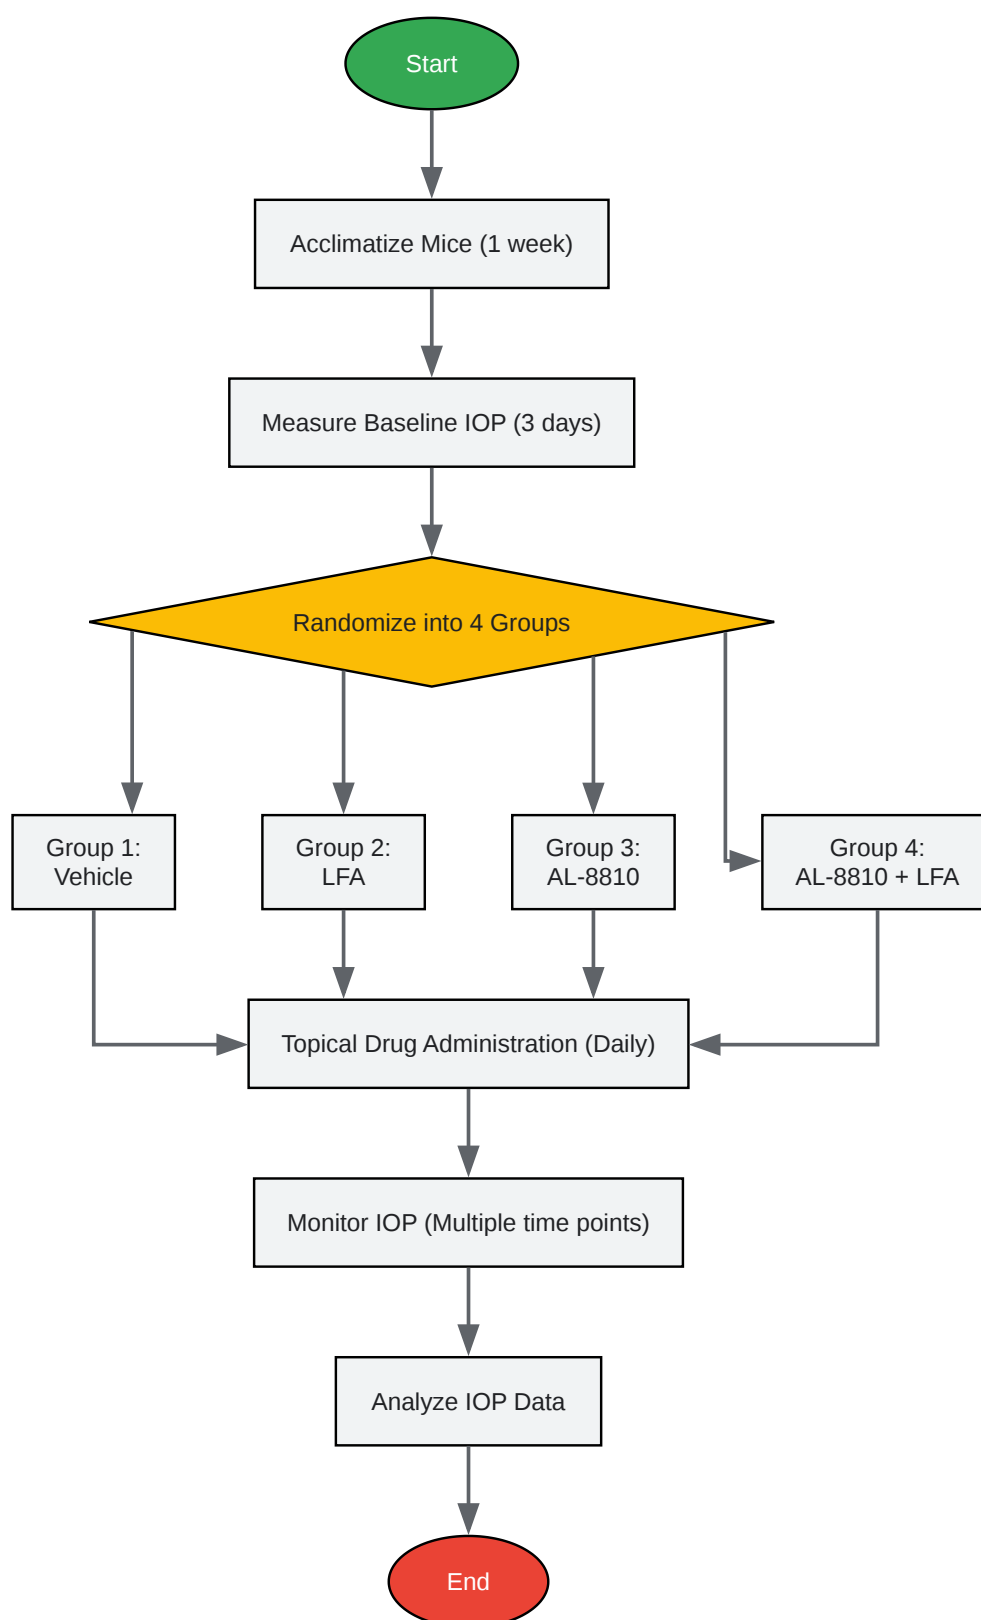 Start
Acclimatize Mice (1 week)
Measure Baseline IOP (3 days)
Randomize into 4 Groups
Group 1:
Vehicle
Group 2:
LFA
Group 3:
AL-8810
Group 4:
AL-8810 + LFA
Topical Drug Administration (Daily)
Monitor IOP (Multiple time points)
Analyze IOP Data
End